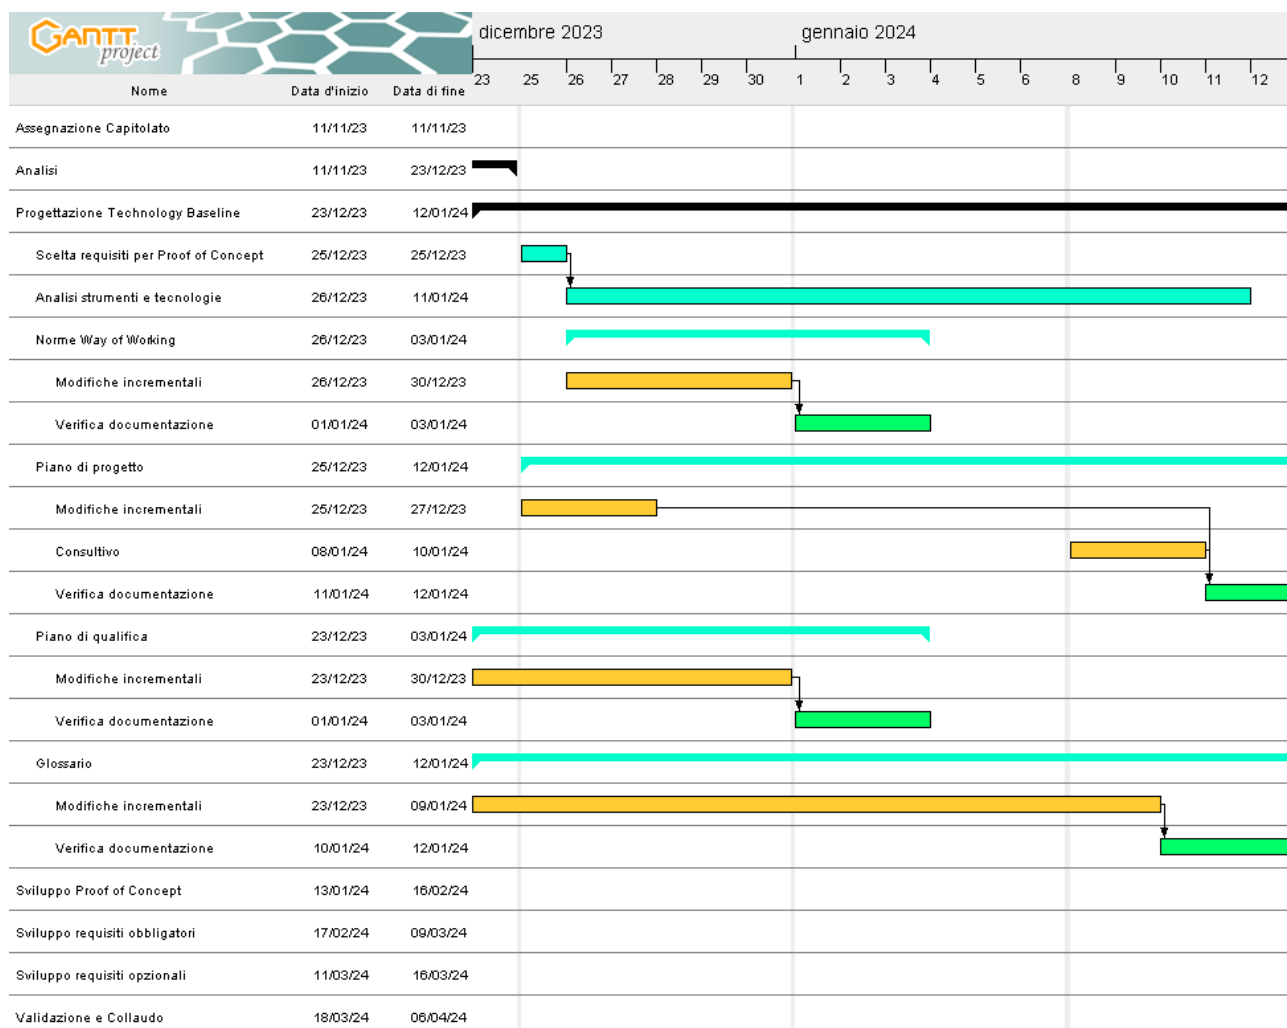 GANTT project
dicembre 2023 gennaio 2024
23 25 26 27 28 29 30 1 2 3 4 5 6 8 9 10 11 12
Nome Data d'inizio Data di fine
Assegnazione Capitolato 11/11/23 11/11/23
Analisi 11/11/23 23/12/23
Progettazione Technology Baseline 23/12/23 12/01/24
Scelta requisiti per Proof of Concept 25/12/23 25/12/23
Analisi strumenti e tecnologie 26/12/23 11/01/24
Norme Way of Working 26/12/23 03/01/24
Modifiche incrementali 26/12/23 30/12/23
Verifica documentazione 01/01/24 03/01/24
Piano di progetto 25/12/23 12/01/24
Modifiche incrementali 25/12/23 27/12/23
Consultivo 08/01/24 10/01/24
Verifica documentazione 11/01/24 12/01/24
Piano di qualifica 23/12/23 03/01/24
Modifiche incrementali 23/12/23 30/12/23
Verifica documentazione 01/01/24 03/01/24
Glossario 23/12/23 12/01/24
Modifiche incrementali 23/12/23 09/01/24
Verifica documentazione 10/01/24 12/01/24
Sviluppo Proof of Concept 13/01/24 16/02/24
Sviluppo requisiti obbligatori 17/02/24 09/03/24
Sviluppo requisiti opzionali 11/03/24 16/03/24
Validazione e Collaudo 18/03/24 06/04/24